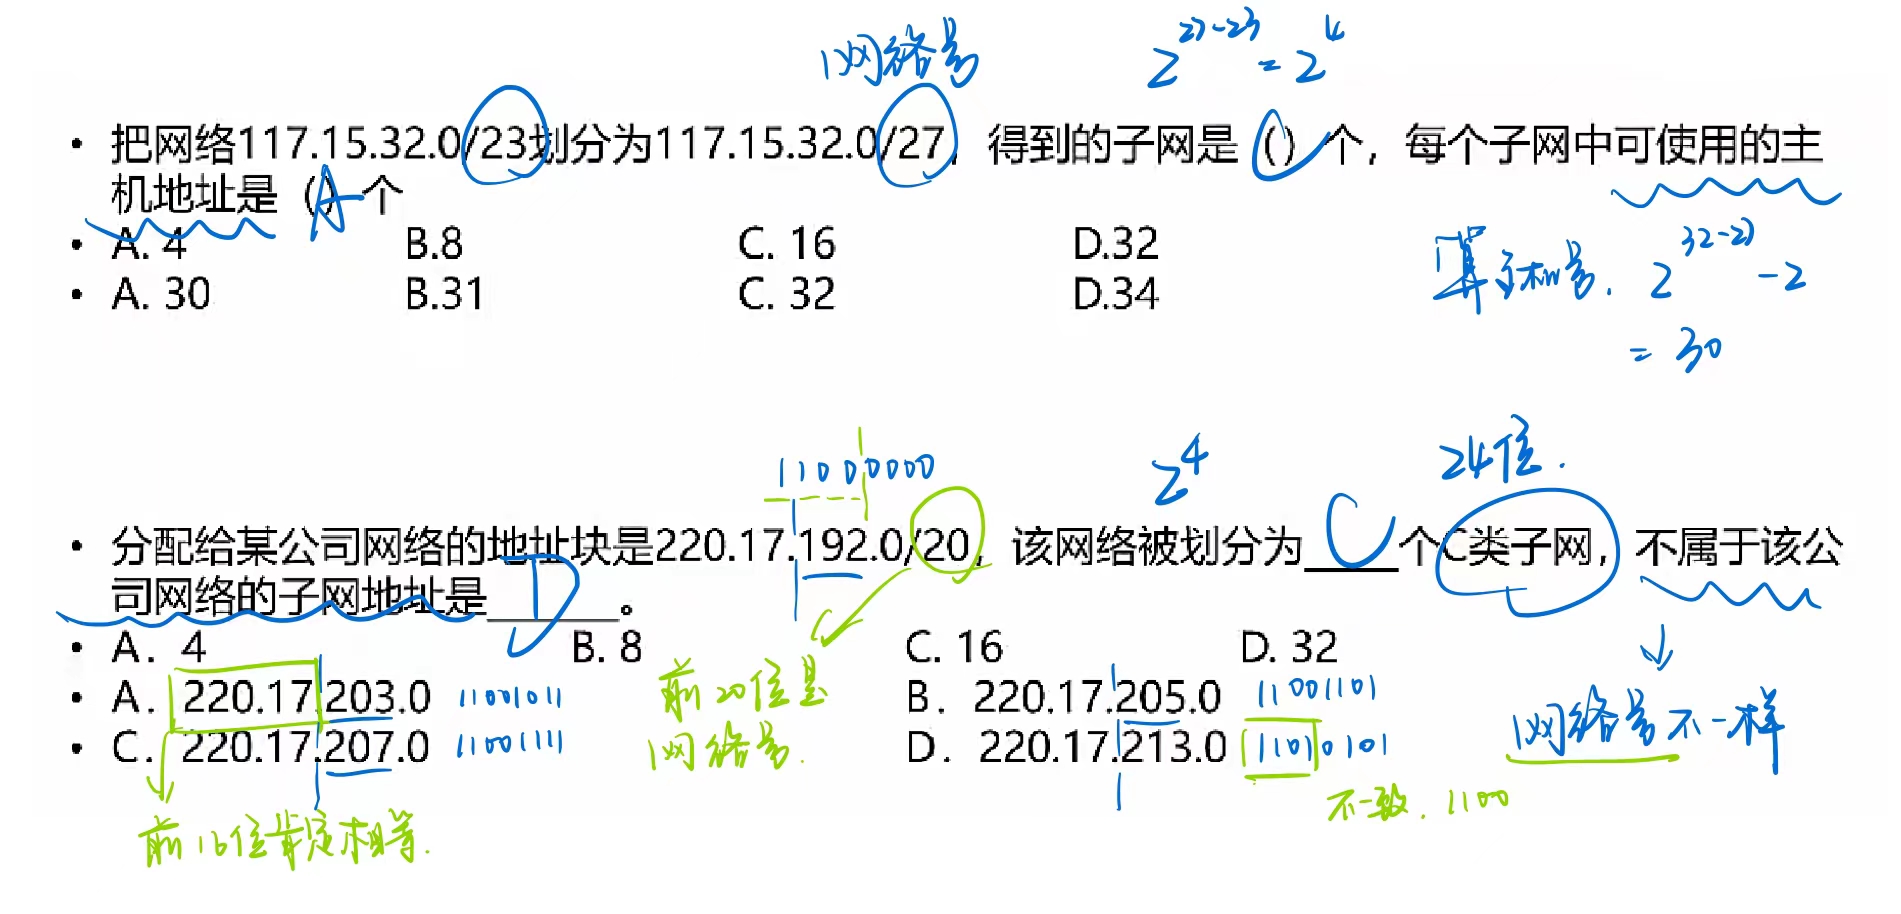 网络号 2^27-23 = 2^4
• 把网络117.15.32.0/23划分为117.15.32.0/27，得到的子网是（）个，每个子网中可使用的主
C
机地址是（）个
A
• A. 4 B.8 C. 16 D.32
• A. 30 B.31 C. 32 D.34
算主机号. 2^32-27 -2
= 30
11000000 2^4 24位.
• 分配给某公司网络的地址块是220.17.192.0/20，该网络被划分为____个C类子网，不属于该公
C
司网络的子网地址是______。
D
• A. 4 B. 8 C. 16 D. 32
• A. 220.17.203.0 11001011 B. 220.17.205.0 11001101
• C. 220.17.207.0 11001111 D. 220.17.213.0 11010101
前20位是
网络号.
网络号不一样
不一致. 1100
前16位肯定相等.